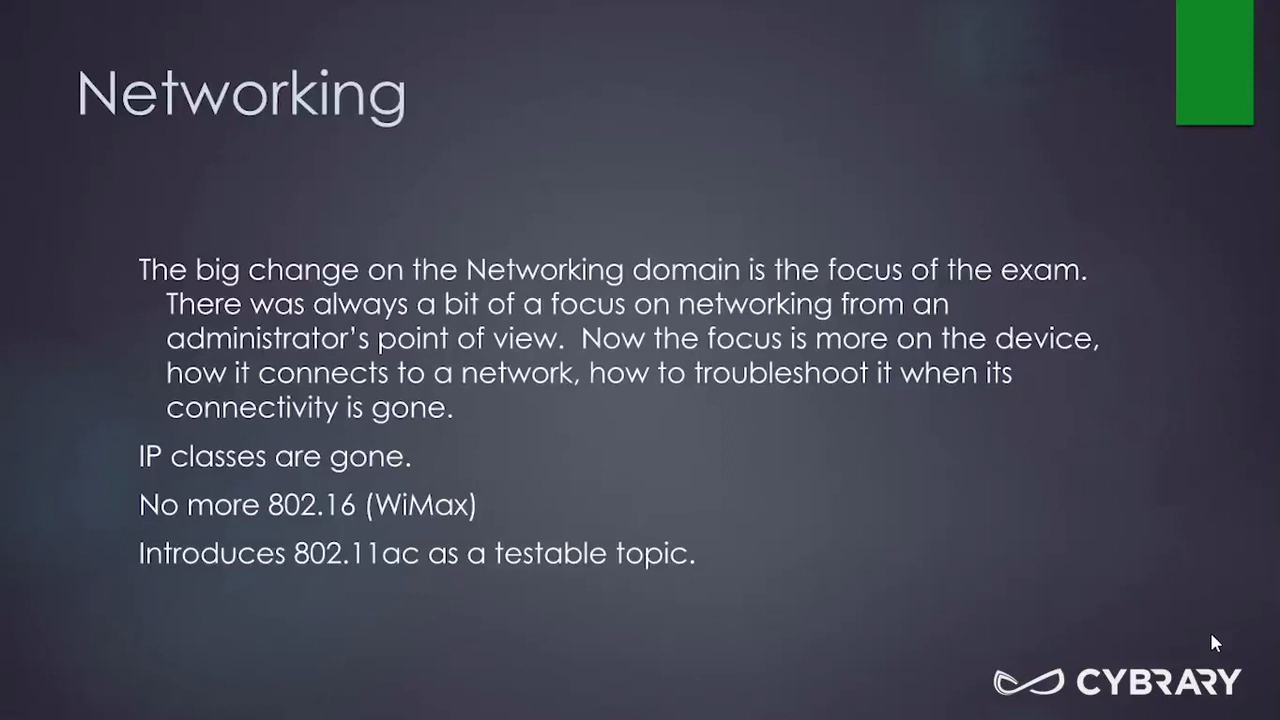 Networking
The big change on the Networking domain is the focus of the exam.
There was always a bit of a focus on networking from an
administrator’s point of view.  Now the focus is more on the device,
how it connects to a network, how to troubleshoot it when its
connectivity is gone.
IP classes are gone.
No more 802.16 (WiMax)
Introduces 802.11ac as a testable topic.
CYBRARY